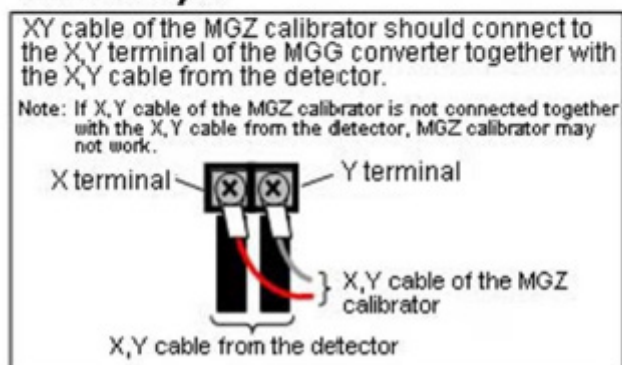 XY cable of the MGZ calibrator should connect to
the X,Y terminal of the MGG converter together with
the X,Y cable from the detector.
Note: If X,Y cable of the MGZ calibrator is not connected together
with the X,Y cable from the detector, MGZ calibrator may
not work.
X terminal
Y terminal
X,Y cable of the MGZ
calibrator
X,Y cable from the detector